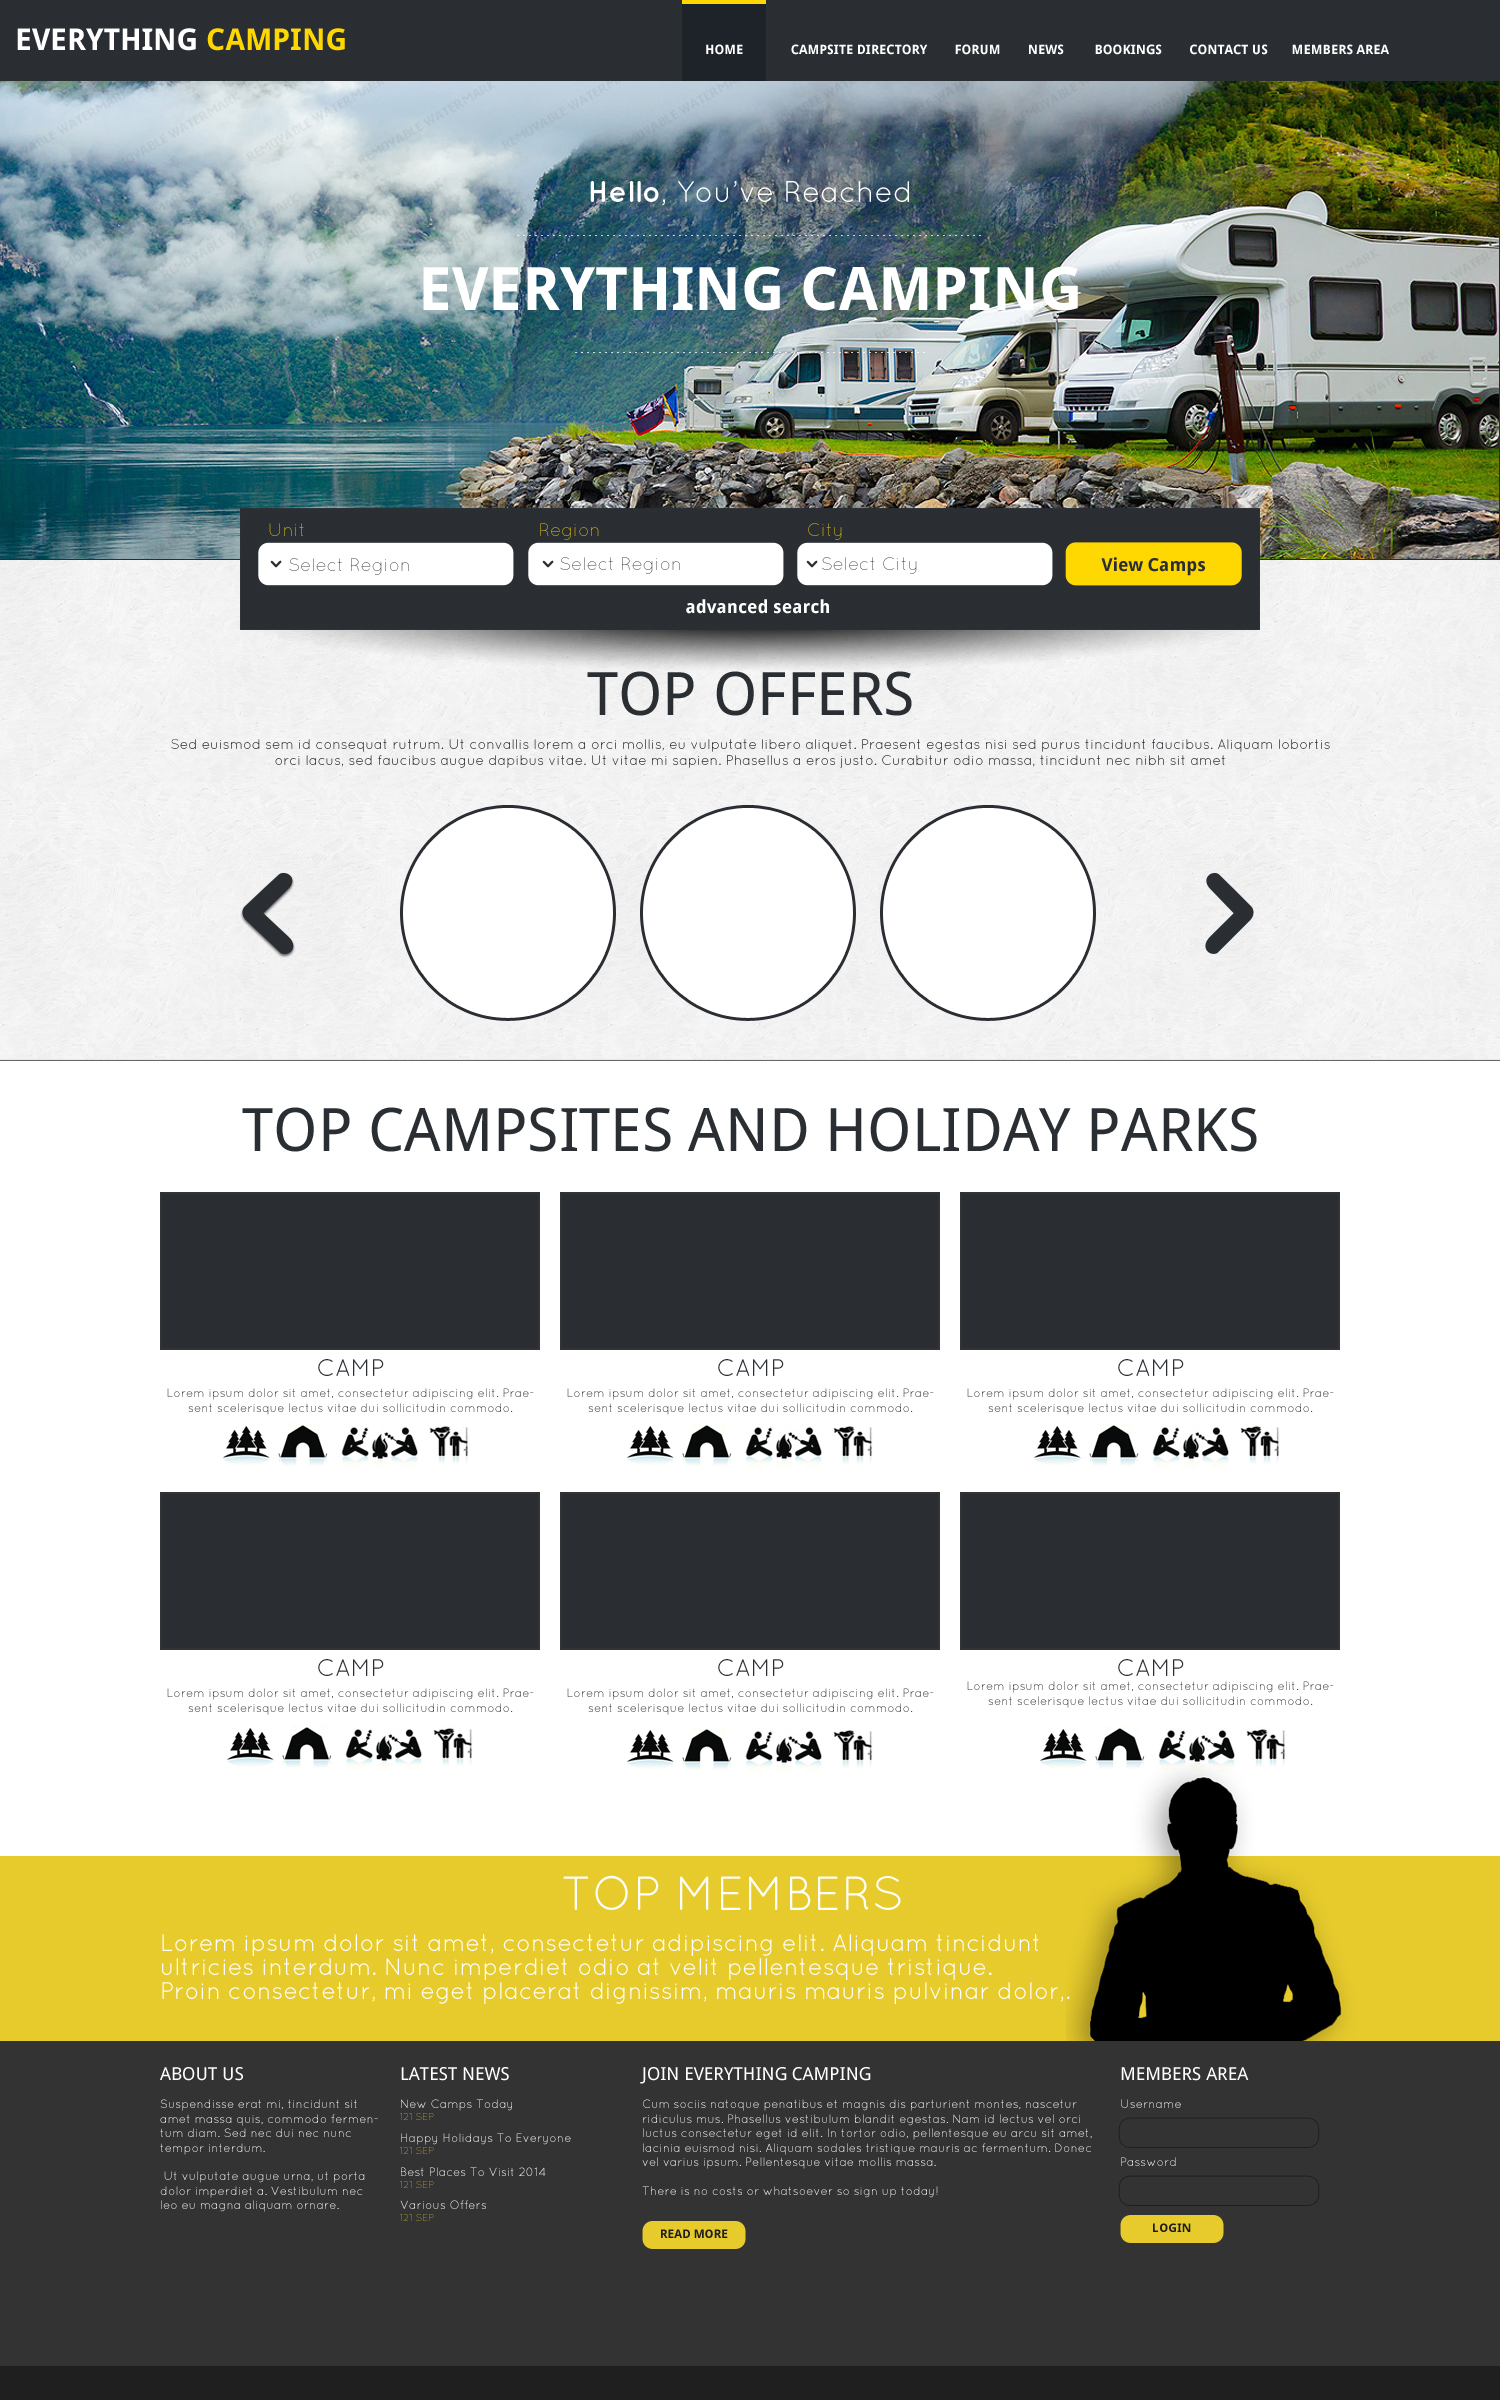 EVERYTHING CAMPING
HOME CAMPSITE DIRECTORY FORUM NEWS BOOKINGS CONTACT US MEMBERS AREA
REMOVABLE WATERMARK
Hello, You've Reached
EVERYTHING CAMPING
Unit Region City
Select Region Select Region Select City View Camps
advanced search
TOP OFFERS
Sed euismod sem id consequat rutrum. Ut convallis lorem a orci mollis, eu vulputate libero aliquet. Praesent egestas nisi sed purus tincidunt faucibus. Aliquam lobortis
orci lacus, sed faucibus augue dapibus vitae. Ut vitae mi sapien. Phasellus a eros justo. Curabitur odio massa, tincidunt nec nibh sit amet
TOP CAMPSITES AND HOLIDAY PARKS
CAMP
Lorem ipsum dolor sit amet, consectetur adipiscing elit. Prae-
sent scelerisque lectus vitae dui sollicitudin commodo.
CAMP
Lorem ipsum dolor sit amet, consectetur adipiscing elit. Prae-
sent scelerisque lectus vitae dui sollicitudin commodo.
CAMP
Lorem ipsum dolor sit amet, consectetur adipiscing elit. Prae-
sent scelerisque lectus vitae dui sollicitudin commodo.
CAMP
Lorem ipsum dolor sit amet, consectetur adipiscing elit. Prae-
sent scelerisque lectus vitae dui sollicitudin commodo.
CAMP
Lorem ipsum dolor sit amet, consectetur adipiscing elit. Prae-
sent scelerisque lectus vitae dui sollicitudin commodo.
CAMP
Lorem ipsum dolor sit amet, consectetur adipiscing elit. Prae-
sent scelerisque lectus vitae dui sollicitudin commodo.
TOP MEMBERS
Lorem ipsum dolor sit amet, consectetur adipiscing elit. Aliquam tincidunt
ultricies interdum. Nunc imperdiet odio at velit pellentesque tristique.
Proin consectetur, mi eget placerat dignissim, mauris mauris pulvinar dolor,.
ABOUT US
Suspendisse erat mi, tincidunt sit
amet massa quis, commodo fermen-
tum diam. Sed nec dui nec nunc
tempor interdum.
Ut vulputate augue urna, ut porta
dolor imperdiet a. Vestibulum nec
leo eu magna aliquam ornare.
LATEST NEWS
New Camps Today
121 SEP
Happy Holidays To Everyone
121 SEP
Best Places To Visit 2014
121 SEP
Various Offers
121 SEP
JOIN EVERYTHING CAMPING
Cum sociis natoque penatibus et magnis dis parturient montes, nascetur
ridiculus mus. Phasellus vestibulum blandit egestas. Nam id lectus vel orci
luctus consectetur eget id elit. In tortor odio, pellentesque eu arcu sit amet,
lacinia euismod nisi. Aliquam sodales tristique mauris ac fermentum. Donec
vel varius ipsum. Pellentesque vitae mollis massa.
There is no costs or whatsoever so sign up today!
READ MORE
MEMBERS AREA
Username
Password
LOGIN